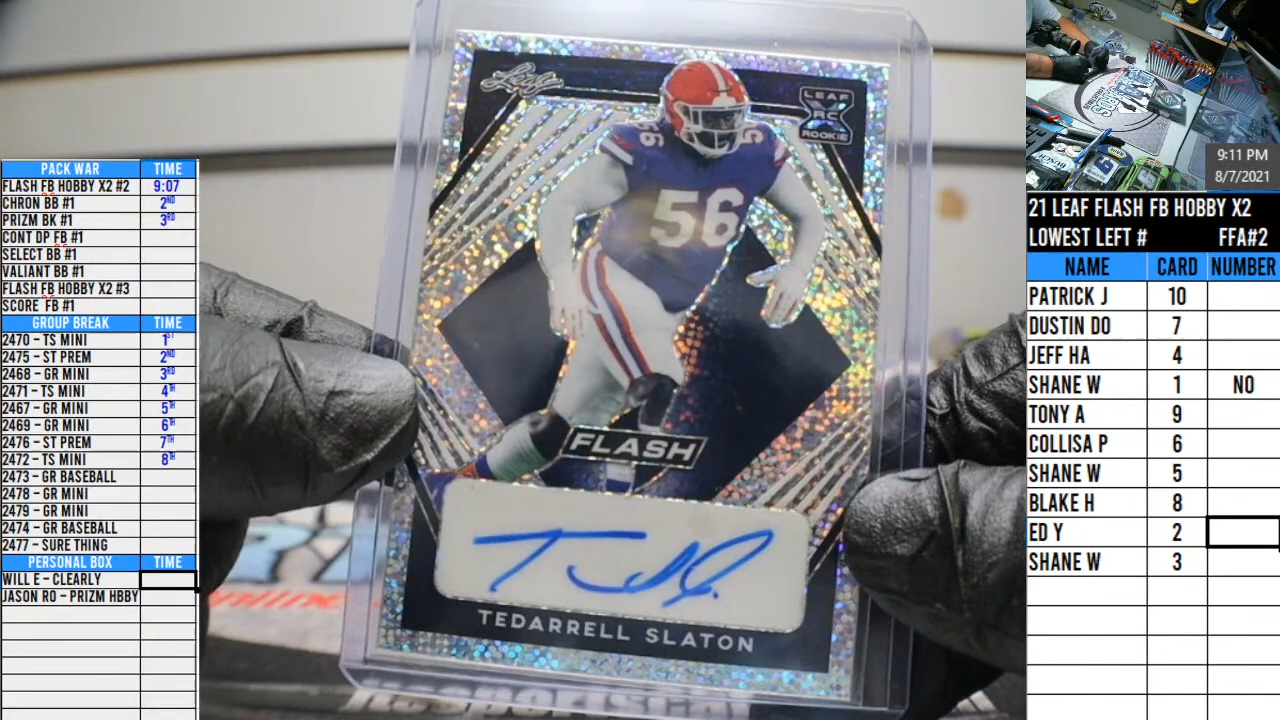 PACK WAR TIME
FLASH FB HOBBY X2 #2 9:07
CHRON BB #1 2ND
PRIZM BK #1 3RD
CONT DP FB #1
SELECT BB #1
VALIANT BB #1
FLASH FB HOBBY X2 #3
SCORE FB #1
GROUP BREAK TIME
2470 – TS MINI 1ST
2475 – ST PREM 2ND
2468 – GR MINI 3RD
2471 – TS MINI 4TH
2467 – GR MINI 5TH
2469 – GR MINI 6TH
2476 – ST PREM 7TH
2472 – TS MINI 8TH
2473 – GR BASEBALL
2478 – GR MINI
2479 – GR MINI
2474 – GR BASEBALL
2477 – SURE THING
PERSONAL BOX TIME
WILL E – CLEARLY
JASON RO – PRIZM HBBY
Leaf
LEAF
RC
ROOKIE
56
56
56
FLASH
TEDARRELL SLATON
BUSCH
9:11 PM
8/7/2021
21 LEAF FLASH FB HOBBY X2
LOWEST LEFT # FFA#2
NAME CARD NUMBER
PATRICK J 10
DUSTIN DO 7
JEFF HA 4
SHANE W 1 NO
TONY A 9
COLLISA P 6
SHANE W 5
BLAKE H 8
ED Y 2
SHANE W 3